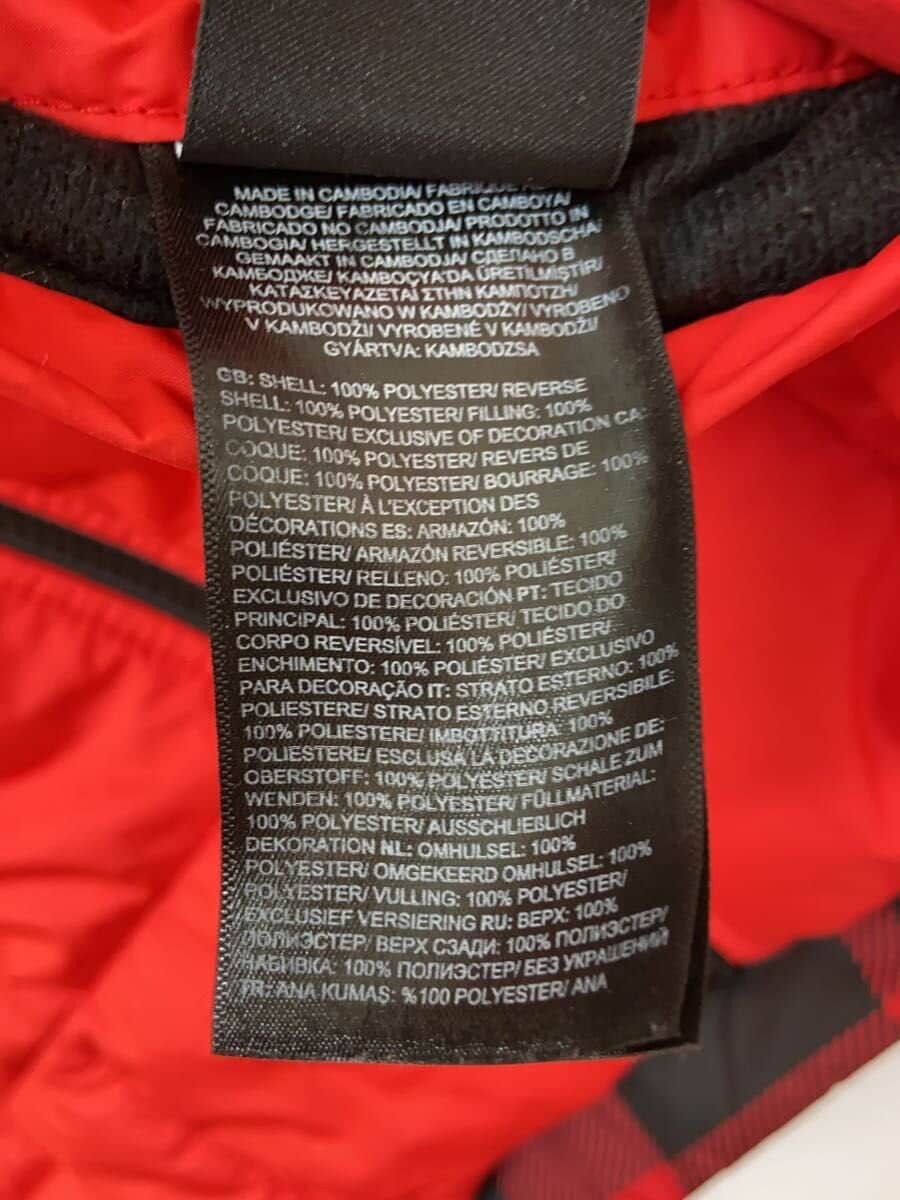 MADE IN CAMBODIA/ FABRIQUÉ AU
CAMBODGE/ FABRICADO EN CAMBOYA/
FABRICADO NO CAMBODJA/ PRODOTTO IN
CAMBOGIA/ HERGESTELLT IN KAMBODSCHA/
GEMAAKT IN CAMBODJA/ СДЕЛАНО В
КАМБОДЖЕ/ KAMBOÇYA'DA ÜRETİLMİŞTİR/
ΚΑΤΑΣΚΕΥΑΖΕΤΑΙ ΣΤΗΝ ΚΑΜΠΟΤΖΗ/
WYPRODUKOWANO W KAMBODŻY/ VYROBENO
V KAMBODŽI/ VYROBENÉ V KAMBODŽI/
GYÁRTVA: KAMBODZSA
GB: SHELL: 100% POLYESTER/ REVERSE
SHELL: 100% POLYESTER/ FILLING: 100%
POLYESTER/ EXCLUSIVE OF DECORATION CA:
COQUE: 100% POLYESTER/ REVERS DE
COQUE: 100% POLYESTER/ BOURRAGE: 100%
POLYESTER/ À L'EXCEPTION DES
DÉCORATIONS ES: ARMAZÓN: 100%
POLIÉSTER/ ARMAZÓN REVERSIBLE: 100%
POLIÉSTER/ RELLENO: 100% POLIÉSTER/
EXCLUSIVO DE DECORACIÓN PT: TECIDO
PRINCIPAL: 100% POLIÉSTER/ TECIDO DO
CORPO REVERSÍVEL: 100% POLIÉSTER/
ENCHIMENTO: 100% POLIÉSTER/ EXCLUSIVO
PARA DECORAÇÃO IT: STRATO ESTERNO: 100%
POLIESTERE/ STRATO ESTERNO REVERSIBILE:
100% POLIESTERE/ IMBOTTITURA: 100%
POLIESTERE/ ESCLUSA LA DECORAZIONE DE:
OBERSTOFF: 100% POLYESTER/ SCHALE ZUM
WENDEN: 100% POLYESTER/ FÜLLMATERIAL:
100% POLYESTER/ AUSSCHLIEßLICH
DEKORATION NL: OMHULSEL: 100%
POLYESTER/ OMGEKEERD OMHULSEL: 100%
POLYESTER/ VULLING: 100% POLYESTER/
EXCLUSIEF VERSIERING RU: ВЕРХ: 100%
ПОЛИЭСТЕР/ ВЕРХ СЗАДИ: 100% ПОЛИЭСТЕР/
НАБИВКА: 100% ПОЛИЭСТЕР/ БЕЗ УКРАШЕНИЙ
TR: ANA KUMAŞ: %100 POLYESTER/ ANA